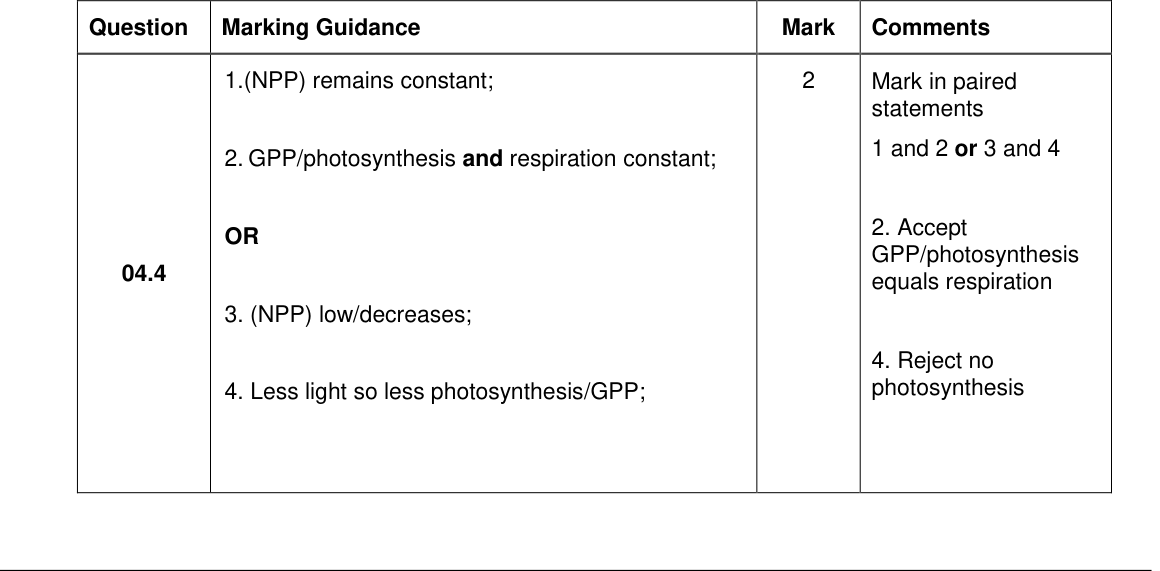 Question Marking Guidance Mark Comments
04.4
1.(NPP) remains constant;
2. GPP/photosynthesis and respiration constant;
OR
3. (NPP) low/decreases;
4. Less light so less photosynthesis/GPP;
2
Mark in paired
statements
1 and 2 or 3 and 4
2. Accept
GPP/photosynthesis
equals respiration
4. Reject no
photosynthesis